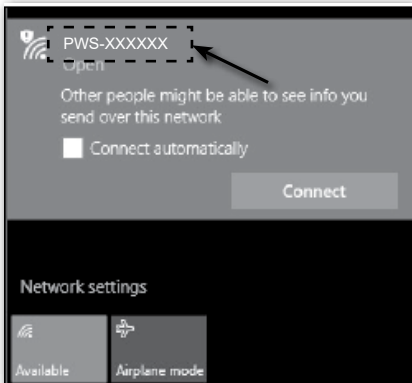 PWS-XXXXXX
Open
Other people might be able to see info you
send over this network
Connect automatically
Connect
Network settings
Available
Airplane mode